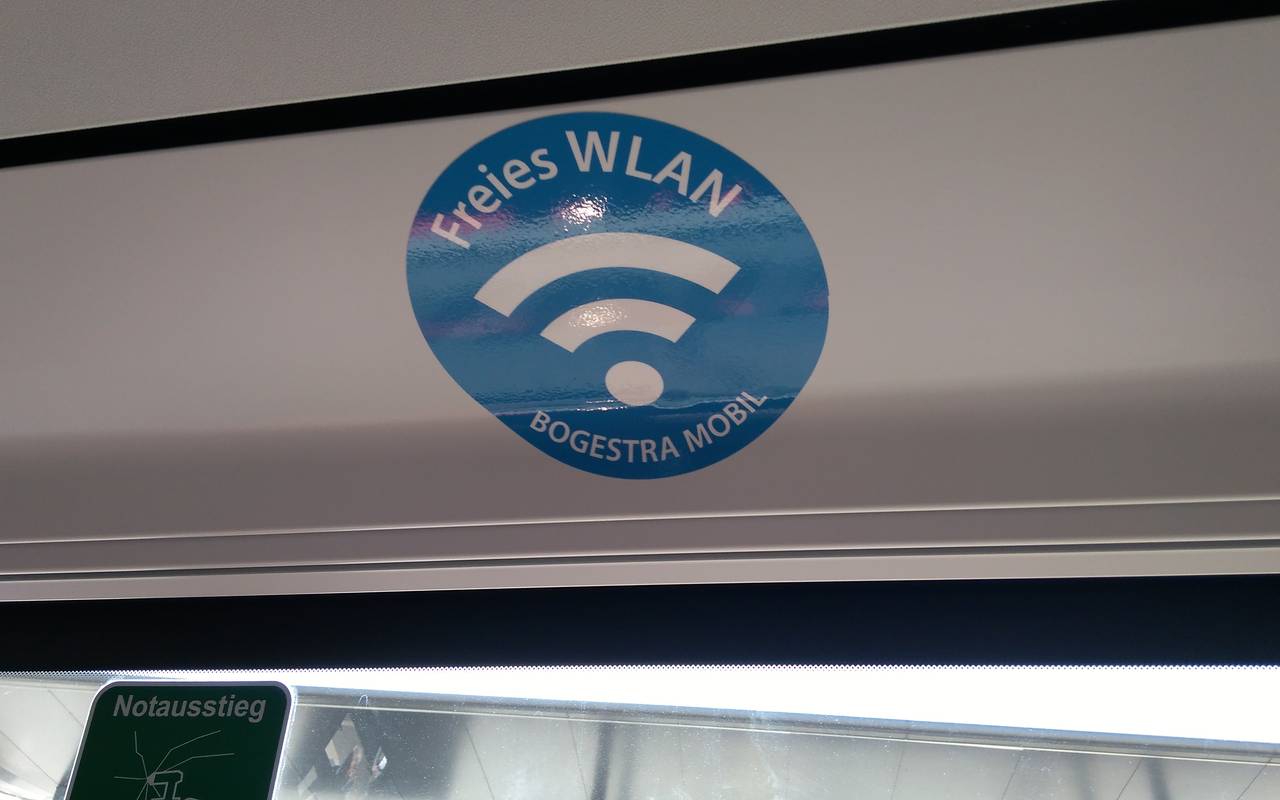 Freies WLAN
BOGESTRA MOBIL
Notausstieg